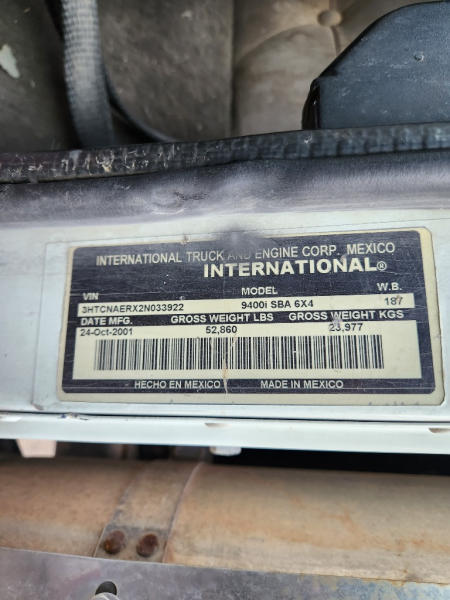 INTERNATIONAL TRUCK AND ENGINE CORP. MEXICO
INTERNATIONAL®
VIN MODEL W.B.
3HTCNAERX2N033922 9400i SBA 6X4 187
DATE MFG. GROSS WEIGHT LBS GROSS WEIGHT KGS
24-Oct-2001 52,860 23,977
HECHO EN MEXICO MADE IN MEXICO